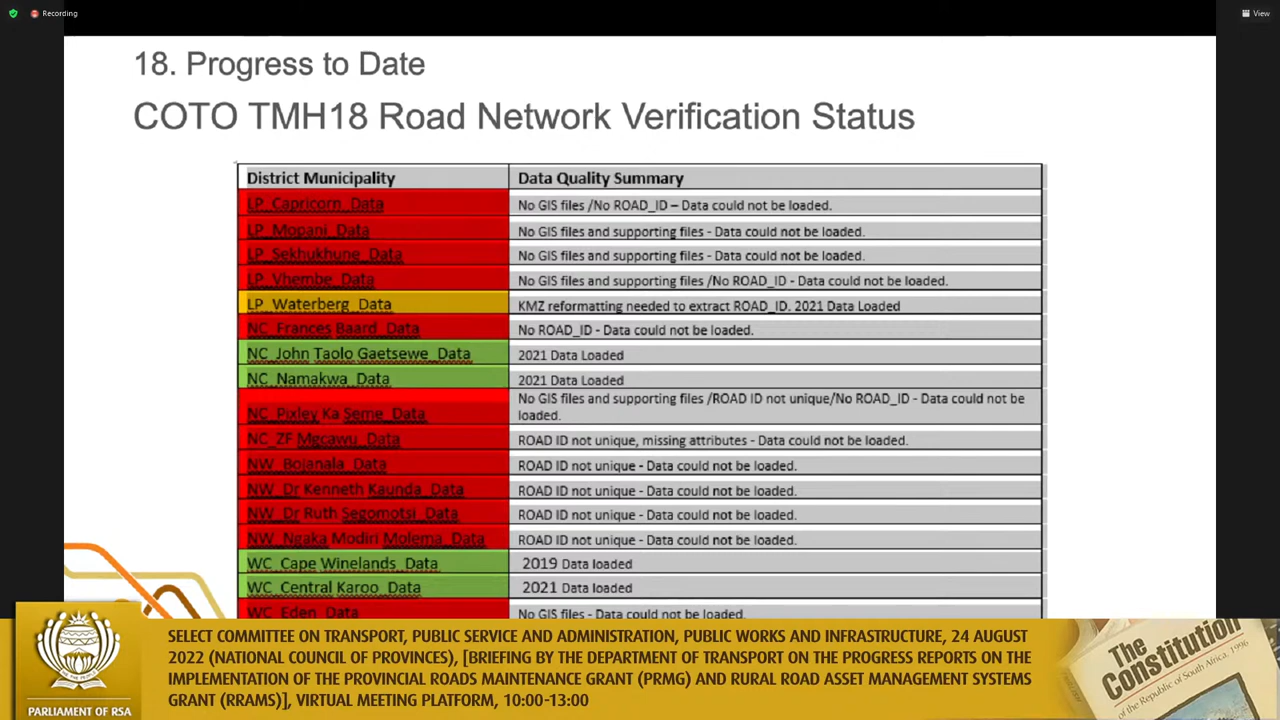 Recording
View
18. Progress to Date
COTO TMH18 Road Network Verification Status
District Municipality Data Quality Summary
LP_Capricorn_Data No GIS files /No ROAD_ID – Data could not be loaded.
LP_Mopani_Data No GIS files and supporting files - Data could not be loaded.
LP_Sekhukhune_Data No GIS files and supporting files - Data could not be loaded.
LP_Vhembe_Data No GIS files and supporting files /No ROAD_ID - Data could not be loaded.
LP_Waterberg_Data KMZ reformatting needed to extract ROAD_ID. 2021 Data Loaded
NC_Frances Baard_Data No ROAD_ID - Data could not be loaded.
NC_John Taolo Gaetsewe_Data 2021 Data Loaded
NC_Namakwa_Data 2021 Data Loaded
NC_Pixley Ka Seme_Data No GIS files and supporting files /ROAD ID not unique/No ROAD_ID - Data could not be
loaded.
NC_ZF Mgcawu_Data ROAD ID not unique, missing attributes - Data could not be loaded.
NW_Bojanala_Data ROAD ID not unique - Data could not be loaded.
NW_Dr Kenneth Kaunda_Data ROAD ID not unique - Data could not be loaded.
NW_Dr Ruth Segomotsi_Data ROAD ID not unique - Data could not be loaded.
NW_Ngaka Modiri Molema_Data ROAD ID not unique - Data could not be loaded.
WC_Cape Winelands_Data 2019 Data loaded
WC_Central Karoo_Data 2021 Data loaded
WC_Eden_Data No GIS files - Data could not be loaded.
SELECT COMMITTEE ON TRANSPORT, PUBLIC SERVICE AND ADMINISTRATION, PUBLIC WORKS AND INFRASTRUCTURE, 24 AUGUST
2022 (NATIONAL COUNCIL OF PROVINCES), [BRIEFING BY THE DEPARTMENT OF TRANSPORT ON THE PROGRESS REPORTS ON THE
IMPLEMENTATION OF THE PROVINCIAL ROADS MAINTENANCE GRANT (PRMG) AND RURAL ROAD ASSET MANAGEMENT SYSTEMS
GRANT (RRAMS)], VIRTUAL MEETING PLATFORM, 10:00-13:00
PARLIAMENT OF RSA
The
Constitution
of the Republic of South Africa, 1996